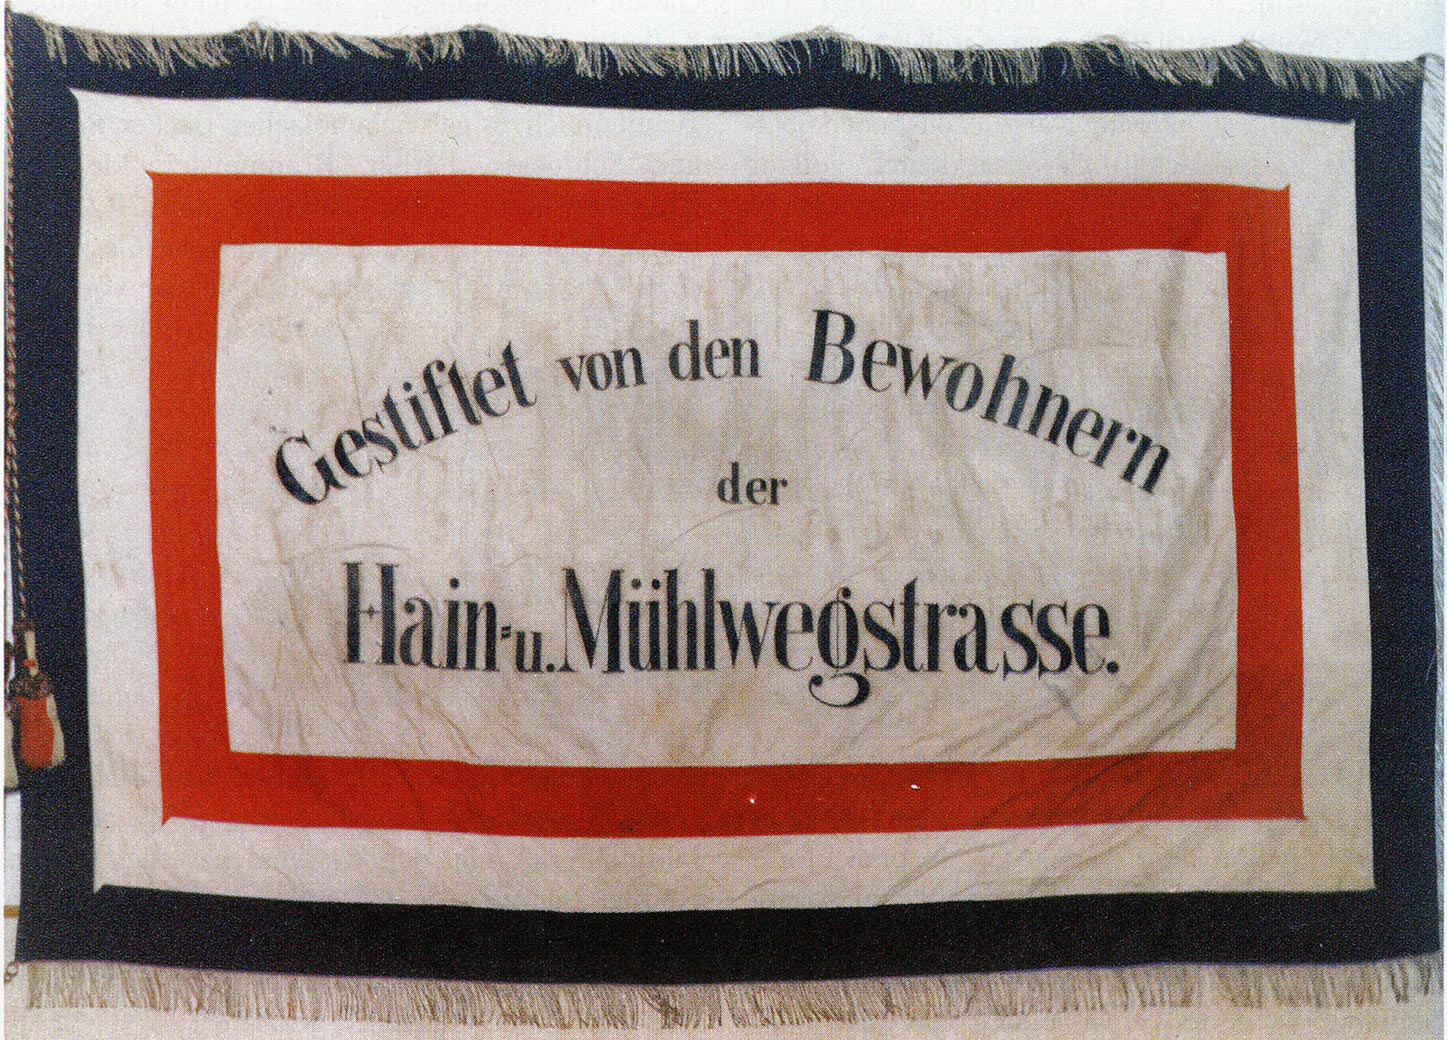 Gestiftet von den Bewohnern
der
Hain= u. Mühlwegstrasse.